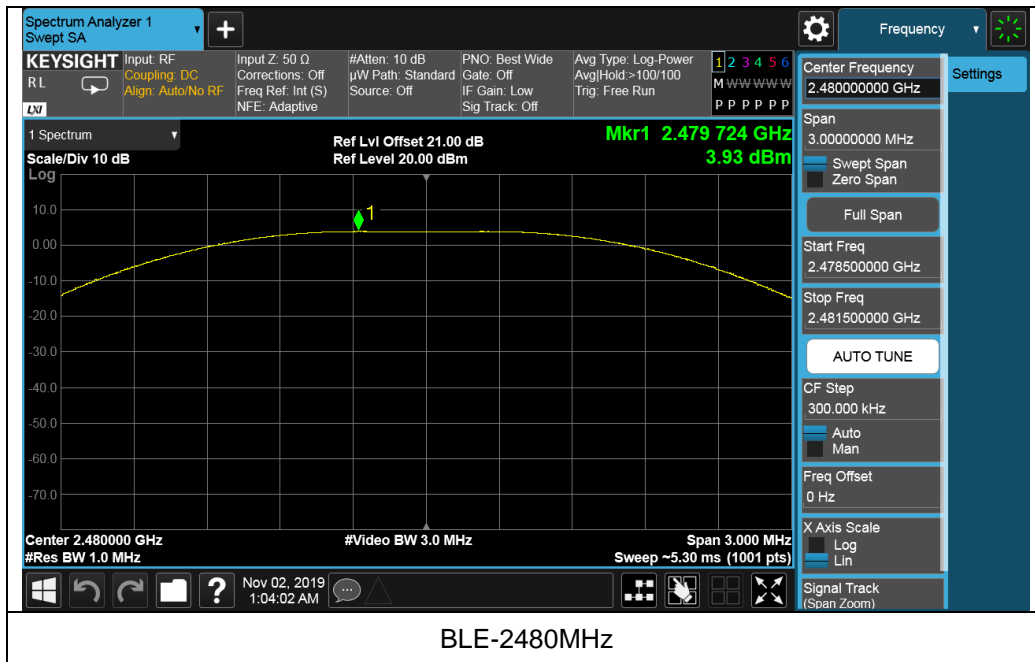 Spectrum Analyzer 1
Swept SA
+
Frequency
KEYSIGHT
RL
LXI
Input: RF
Coupling: DC
Align: Auto/No RF
Input Z: 50 Ω
Corrections: Off
Freq Ref: Int (S)
NFE: Adaptive
#Atten: 10 dB
µW Path: Standard
Source: Off
PNO: Best Wide
Gate: Off
IF Gain: Low
Sig Track: Off
Avg Type: Log-Power
Avg|Hold:>100/100
Trig: Free Run
1 2 3 4 5 6
M W W W W W
P P P P P P
1 Spectrum
Scale/Div 10 dB
Log
Ref Lvl Offset 21.00 dB
Ref Level 20.00 dBm
Mkr1 2.479 724 GHz
3.93 dBm
1
10.0
0.00
-10.0
-20.0
-30.0
-40.0
-50.0
-60.0
-70.0
Center 2.480000 GHz
#Res BW 1.0 MHz
#Video BW 3.0 MHz
Span 3.000 MHz
Sweep ~5.30 ms (1001 pts)
Center Frequency
2.480000000 GHz
Settings
Span
3.00000000 MHz
Swept Span
Zero Span
Full Span
Start Freq
2.478500000 GHz
Stop Freq
2.481500000 GHz
AUTO TUNE
CF Step
300.000 kHz
Auto
Man
Freq Offset
0 Hz
X Axis Scale
Log
Lin
Signal Track
(Span Zoom)
?
Nov 02, 2019
1:04:02 AM
BLE-2480MHz